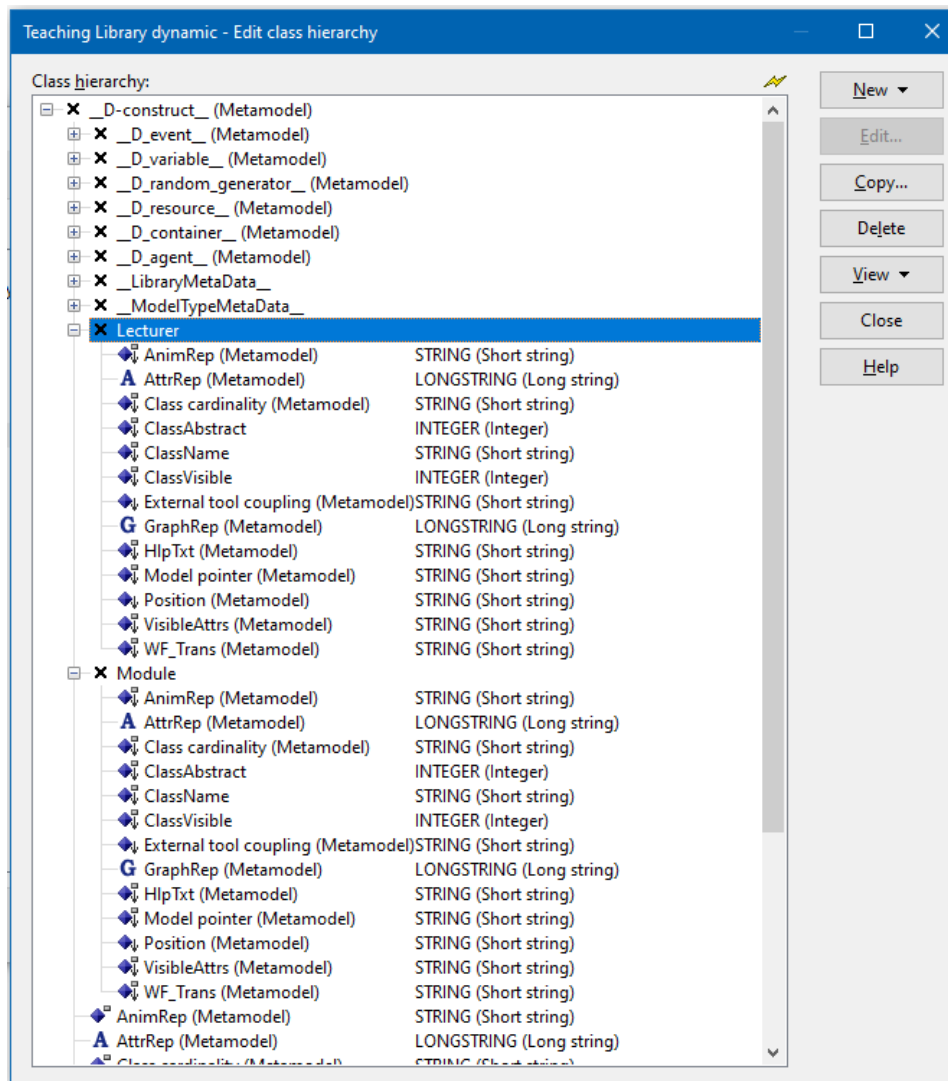 Teaching Library dynamic - Edit class hierarchy
Class hierarchy:
New
Edit...
Copy...
Delete
View
Close
Help
__D-construct__ (Metamodel)
__D_event__ (Metamodel)
__D_variable__ (Metamodel)
__D_random_generator__ (Metamodel)
__D_resource__ (Metamodel)
__D_container__ (Metamodel)
__D_agent__ (Metamodel)
__LibraryMetaData__
__ModelTypeMetaData__
Lecturer
AnimRep (Metamodel) STRING (Short string)
A AttrRep (Metamodel) LONGSTRING (Long string)
Class cardinality (Metamodel) STRING (Short string)
ClassAbstract INTEGER (Integer)
ClassName STRING (Short string)
ClassVisible INTEGER (Integer)
External tool coupling (Metamodel) STRING (Short string)
G GraphRep (Metamodel) LONGSTRING (Long string)
HlpTxt (Metamodel) STRING (Short string)
Model pointer (Metamodel) STRING (Short string)
Position (Metamodel) STRING (Short string)
VisibleAttrs (Metamodel) STRING (Short string)
WF_Trans (Metamodel) STRING (Short string)
Module
AnimRep (Metamodel) STRING (Short string)
A AttrRep (Metamodel) LONGSTRING (Long string)
Class cardinality (Metamodel) STRING (Short string)
ClassAbstract INTEGER (Integer)
ClassName STRING (Short string)
ClassVisible INTEGER (Integer)
External tool coupling (Metamodel) STRING (Short string)
G GraphRep (Metamodel) LONGSTRING (Long string)
HlpTxt (Metamodel) STRING (Short string)
Model pointer (Metamodel) STRING (Short string)
Position (Metamodel) STRING (Short string)
VisibleAttrs (Metamodel) STRING (Short string)
WF_Trans (Metamodel) STRING (Short string)
AnimRep (Metamodel) STRING (Short string)
A AttrRep (Metamodel) LONGSTRING (Long string)
Class cardinality (Metamodel) STRING (Short string)